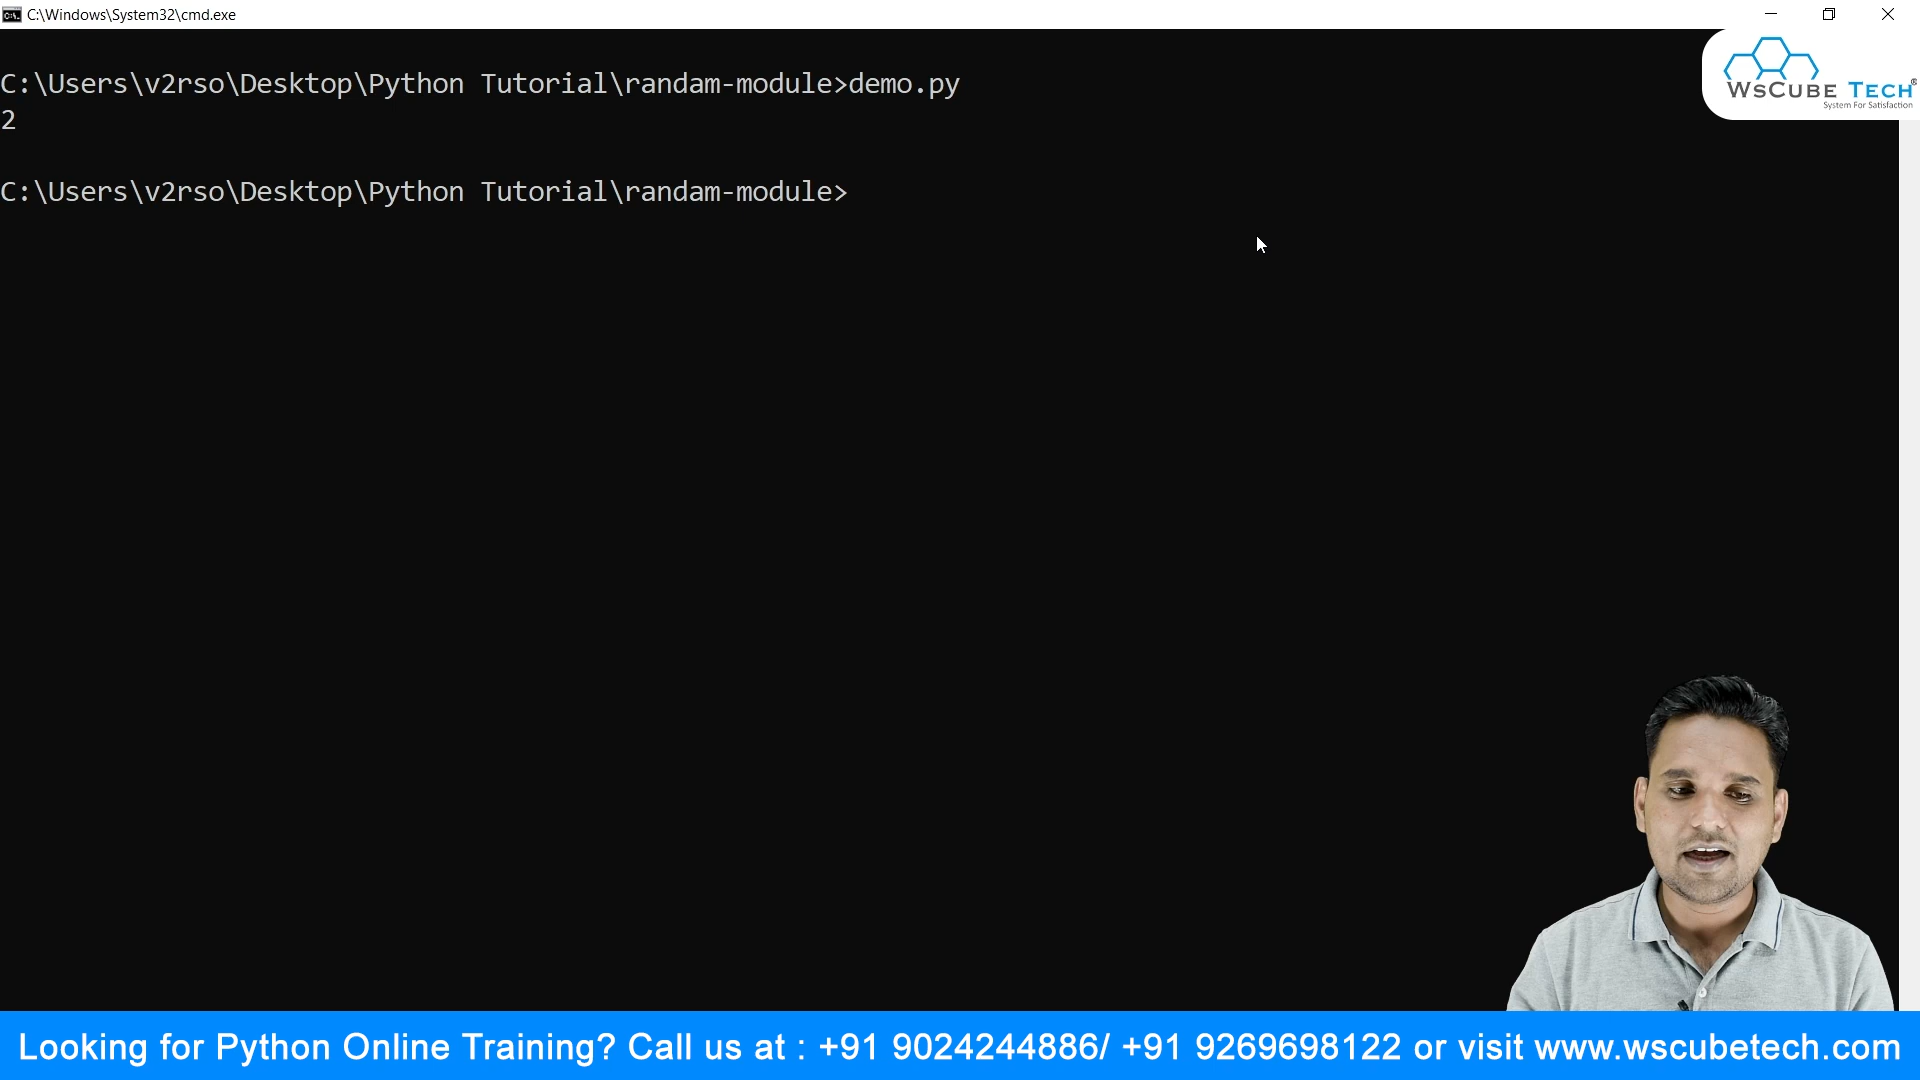 C:\Windows\System32\cmd.exe
C:\Users\v2rso\Desktop\Python Tutorial\randam-module>demo.py
2
C:\Users\v2rso\Desktop\Python Tutorial\randam-module>
WsCube Tech®
System For Satisfaction
Looking for Python Online Training? Call us at : +91 9024244886/ +91 9269698122 or visit www.wscubetech.com